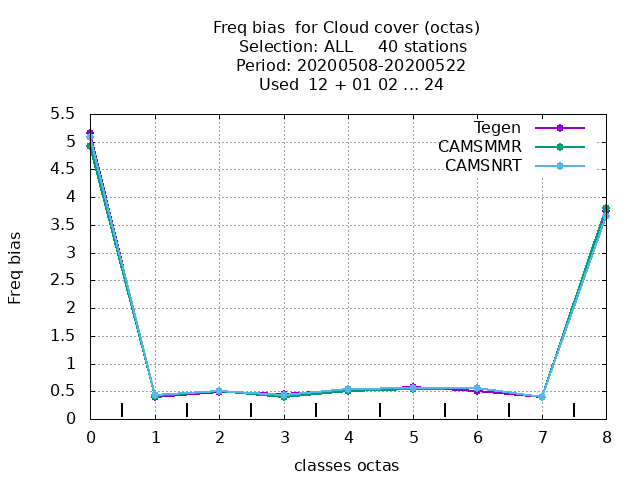 Freq bias  for Cloud cover (octas)
Selection: ALL     40 stations
Period: 20200508-20200522
Used  12 + 01 02 ... 24
Tegen
CAMSMMR
CAMSNRT
5.5
5
4.5
4
3.5
3
2.5
2
1.5
1
0.5
0
Freq bias
0 1 2 3 4 5 6 7 8
classes octas